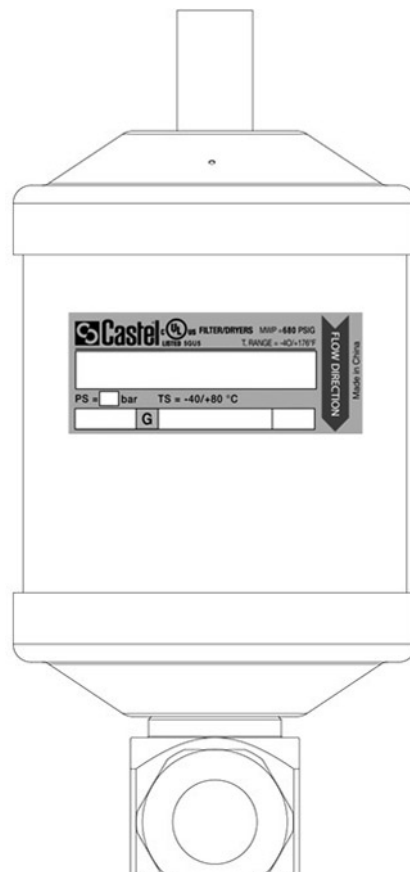 Castel c UL US FILTER/DRYERS MWP =680 PSIG
LISTED SGUS T. RANGE = -40/+176°F
PS = bar TS = -40/+80 °C
G
FLOW DIRECTION
Made in China